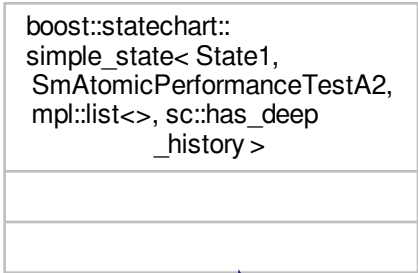 boost::statechart::
simple_state< State1,
SmAtomicPerformanceTestA2,
mpl::list<>, sc::has_deep
_history >